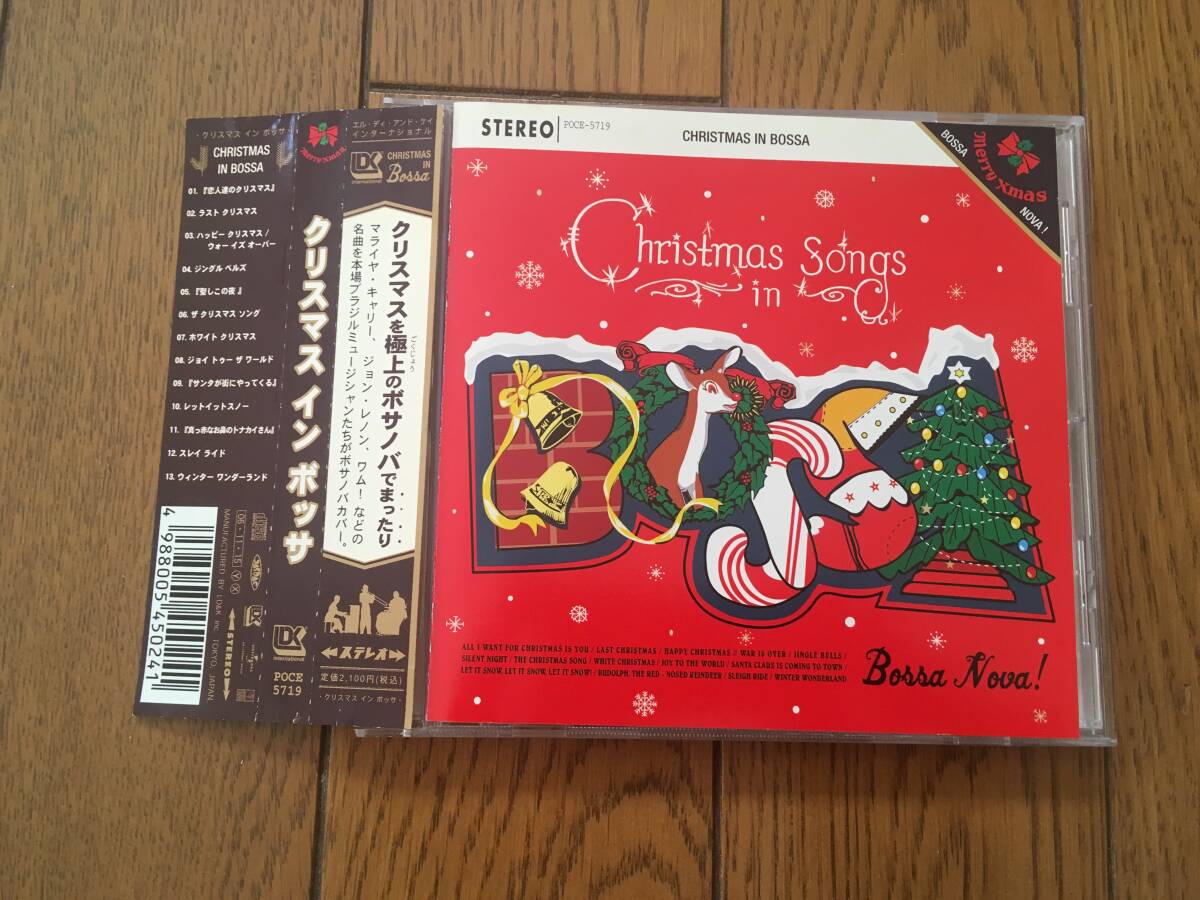 ・クリスマス イン ボッサ・
CHRISTMAS
IN BOSSA
01.『恋人達のクリスマス』
02. ラスト クリスマス
03. ハッピー クリスマス /
ウォー イズ オーバー
04. ジングル ベルズ
05.『聖しこの夜 』
06. ザ クリスマス ソング
07. ホワイト クリスマス
08. ジョイ トゥー ザ ワールド
09.『サンタが街にやってくる』
10. レットイットスノー
11.『真っ赤なお鼻のトナカイさん』
12. スレイ ライド
13. ウィンター ワンダーランド
4 988005 450241
MANUFACTURED BY LD&K INC. TOKYO, JAPAN
06・11・15
STEREO
Merry Xmas
クリスマス イン ボッサ
LDK
international
POCE
5719
エル・ディ・アンド・ケイ
インターナショナル
LDK
international
CHRISTMAS
IN
Bossa
クリスマスを極上のボサノバでまったり
ごくじょう
マライヤ・キャリー、ジョン・レノン、ワム！などの
名曲を本場ブラジルミュージシャンたちがボサノバカバー。
ステレオ
定価2,100円(税込)
・クリスマス イン ボッサ・
STEREO
POCE-5719
CHRISTMAS IN BOSSA
BOSSA
Merry Xmas
NOVA!
Christmas Songs
in
BOSSA
ALL I WANT FOR CHRISTMAS IS YOU / LAST CHRISTMAS / HAPPY CHRISTMAS // WAR IS OVER / JINGLE BELLS /
SILENT NIGHT / THE CHRISTMAS SONG / WHITE CHRISTMAS / JOY TO THE WORLD / SANTA CLAUS IS COMING TO TOWN /
LET IT SNOW, LET IT SNOW, LET IT SNOW! / RUDOLPH, THE RED - NOSED REINDEER / SLEIGH RIDE / WINTER WONDERLAND
Bossa Nova!